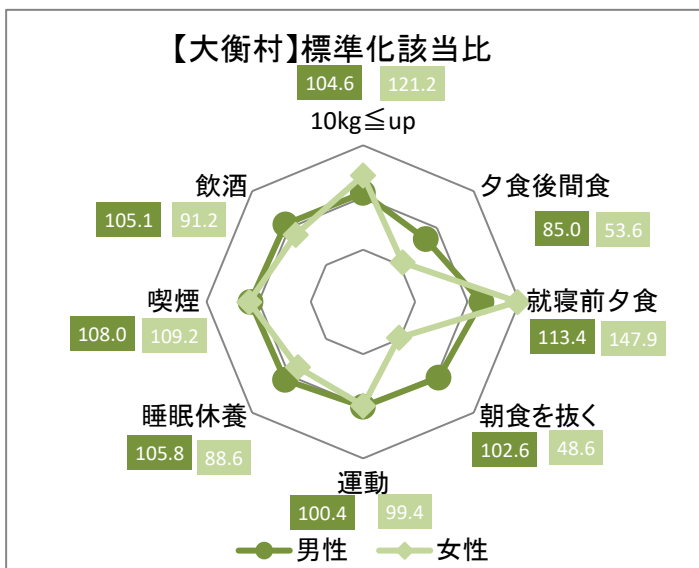 【大衡村】標準化該当比
104.6 121.2
10kg≦up
夕食後間食
85.0 53.6
就寝前夕食
113.4 147.9
朝食を抜く
102.6 48.6
運動
100.4 99.4
睡眠休養
105.8 88.6
喫煙
108.0 109.2
飲酒
105.1 91.2
男性 女性